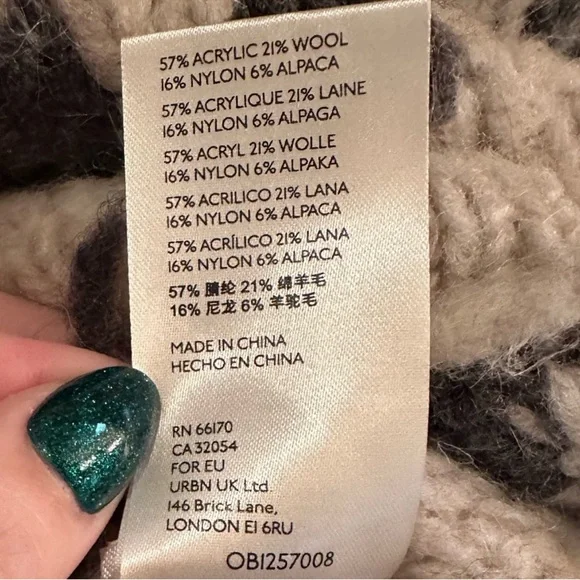 57% ACRYLIC 21% WOOL
16% NYLON 6% ALPACA
57% ACRYLIQUE 21% LAINE
16% NYLON 6% ALPAGA
57% ACRYL 21% WOLLE
16% NYLON 6% ALPAKA
57% ACRILICO 21% LANA
16% NYLON 6% ALPACA
57% ACRÍLICO 21% LANA
16% NYLON 6% ALPACA
57% 腈纶 21% 绵羊毛
16% 尼龙 6% 羊驼毛
MADE IN CHINA
HECHO EN CHINA
RN 66170
CA 32054
FOR EU
URBN UK Ltd.
146 Brick Lane,
LONDON E1 6RU
OB1257008